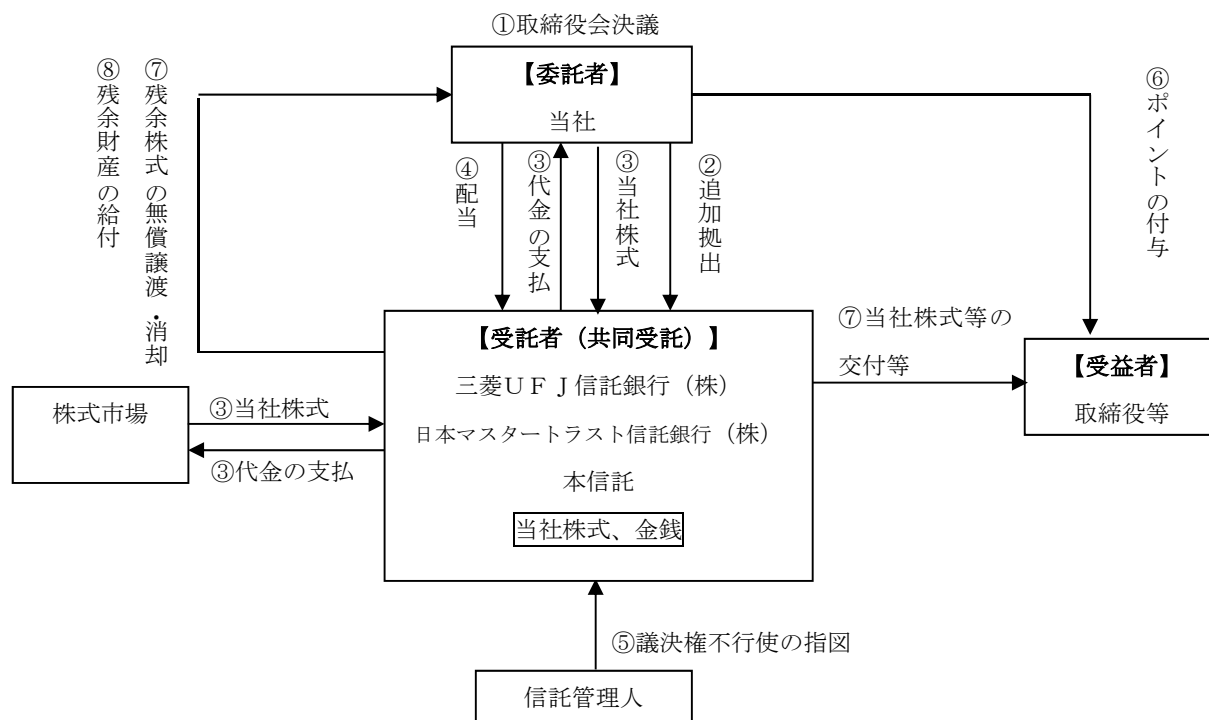 ①取締役会決議
【委託者】
当社
⑧残余財産の給付
⑦残余株式の無償譲渡・消却
④配当
③代金の支払
③当社株式
②追加拠出
⑥ポイントの付与
【受託者（共同受託）】
三菱ＵＦＪ信託銀行（株）
日本マスタートラスト信託銀行（株）
本信託
当社株式、金銭
株式市場
③当社株式
③代金の支払
⑦当社株式等の
交付等
【受益者】
取締役等
⑤議決権不行使の指図
信託管理人